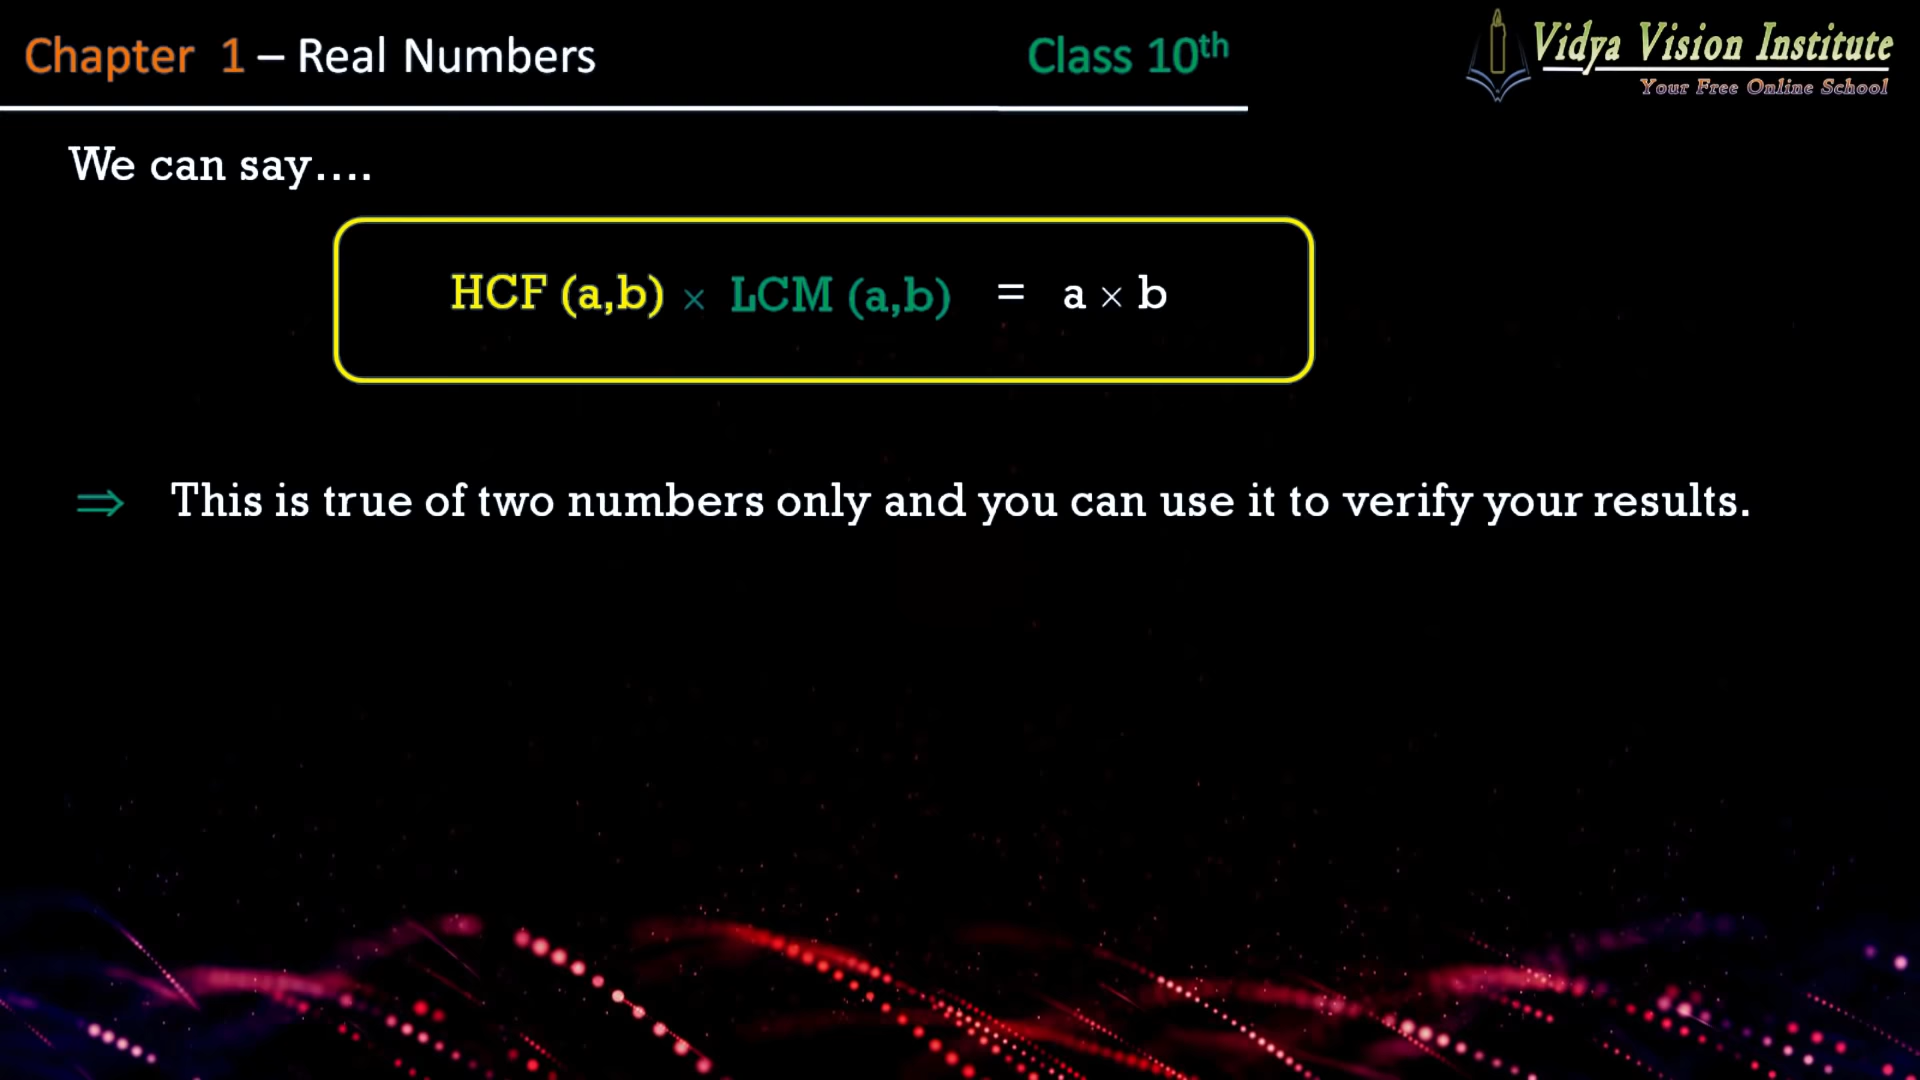 Chapter 1 – Real Numbers
Class 10th
Vidya Vision Institute
Your Free Online School
We can say....
HCF (a,b) × LCM (a,b) = a × b
⇒ This is true of two numbers only and you can use it to verify your results.